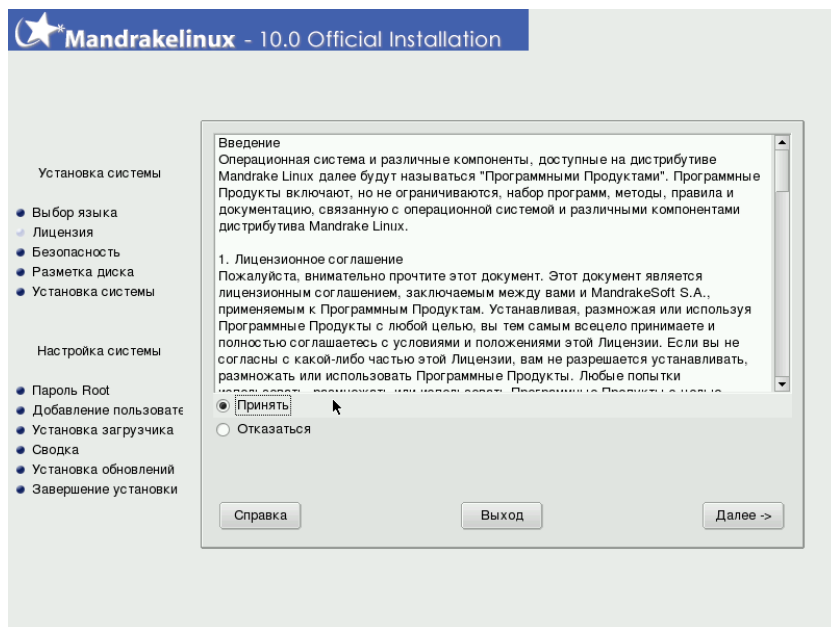 Mandrakelinux - 10.0 Official Installation
Установка системы
Выбор языка
Лицензия
Безопасность
Разметка диска
Установка системы
Настройка системы
Пароль Root
Добавление пользовате
Установка загрузчика
Сводка
Установка обновлений
Завершение установки
Введение
Операционная система и различные компоненты, доступные на дистрибутиве
Mandrake Linux далее будут называться "Программными Продуктами". Программные
Продукты включают, но не ограничиваются, набор программ, методы, правила и
документацию, связанную с операционной системой и различными компонентами
дистрибутива Mandrake Linux.
1. Лицензионное соглашение
Пожалуйста, внимательно прочтите этот документ. Этот документ является
лицензионным соглашением, заключаемым между вами и MandrakeSoft S.A.,
применяемым к Программным Продуктам. Устанавливая, размножая или используя
Программные Продукты с любой целью, вы тем самым всецело принимаете и
полностью соглашаетесь с условиями и положениями этой Лицензии. Если вы не
согласны с какой-либо частью этой Лицензии, вам не разрешается устанавливать,
размножать или использовать Программные Продукты. Любые попытки
Принять
Отказаться
Справка
Выход
Далее ->